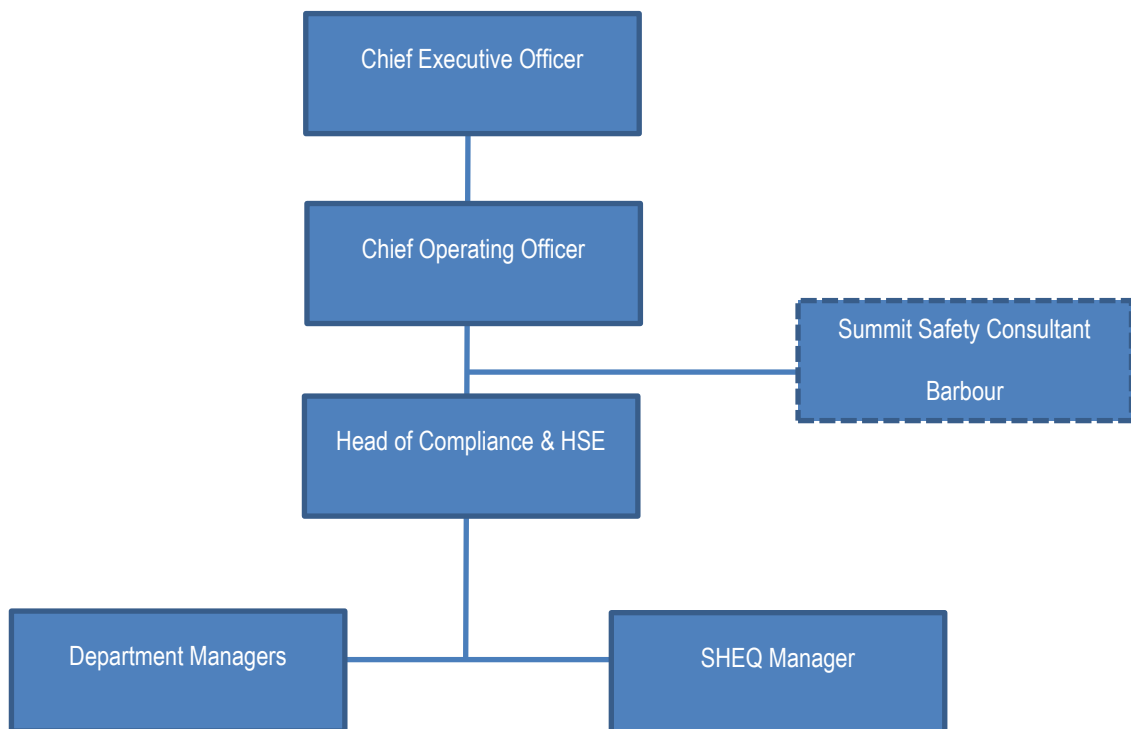 Chief Executive Officer
Chief Operating Officer
Summit Safety Consultant
Barbour
Head of Compliance & HSE
Department Managers
SHEQ Manager